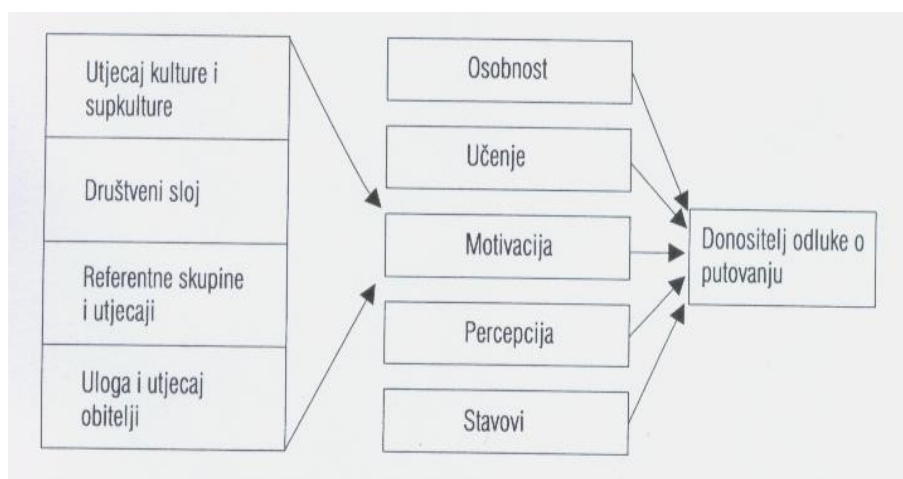 Utjecaj kulture i
supkulture
Društveni sloj
Referentne skupine
i utjecaji
Uloga i utjecaj
obitelji
Osobnost
Učenje
Motivacija
Percepcija
Stavovi
Donositelj odluke o
putovanju